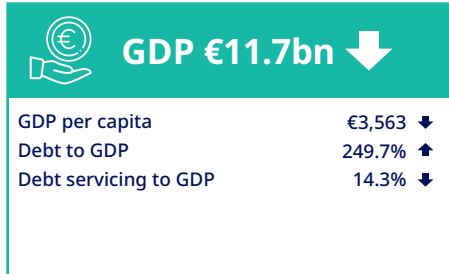 GDP €11.7bn
GDP per capita €3,563
Debt to GDP 249.7%
Debt servicing to GDP 14.3%